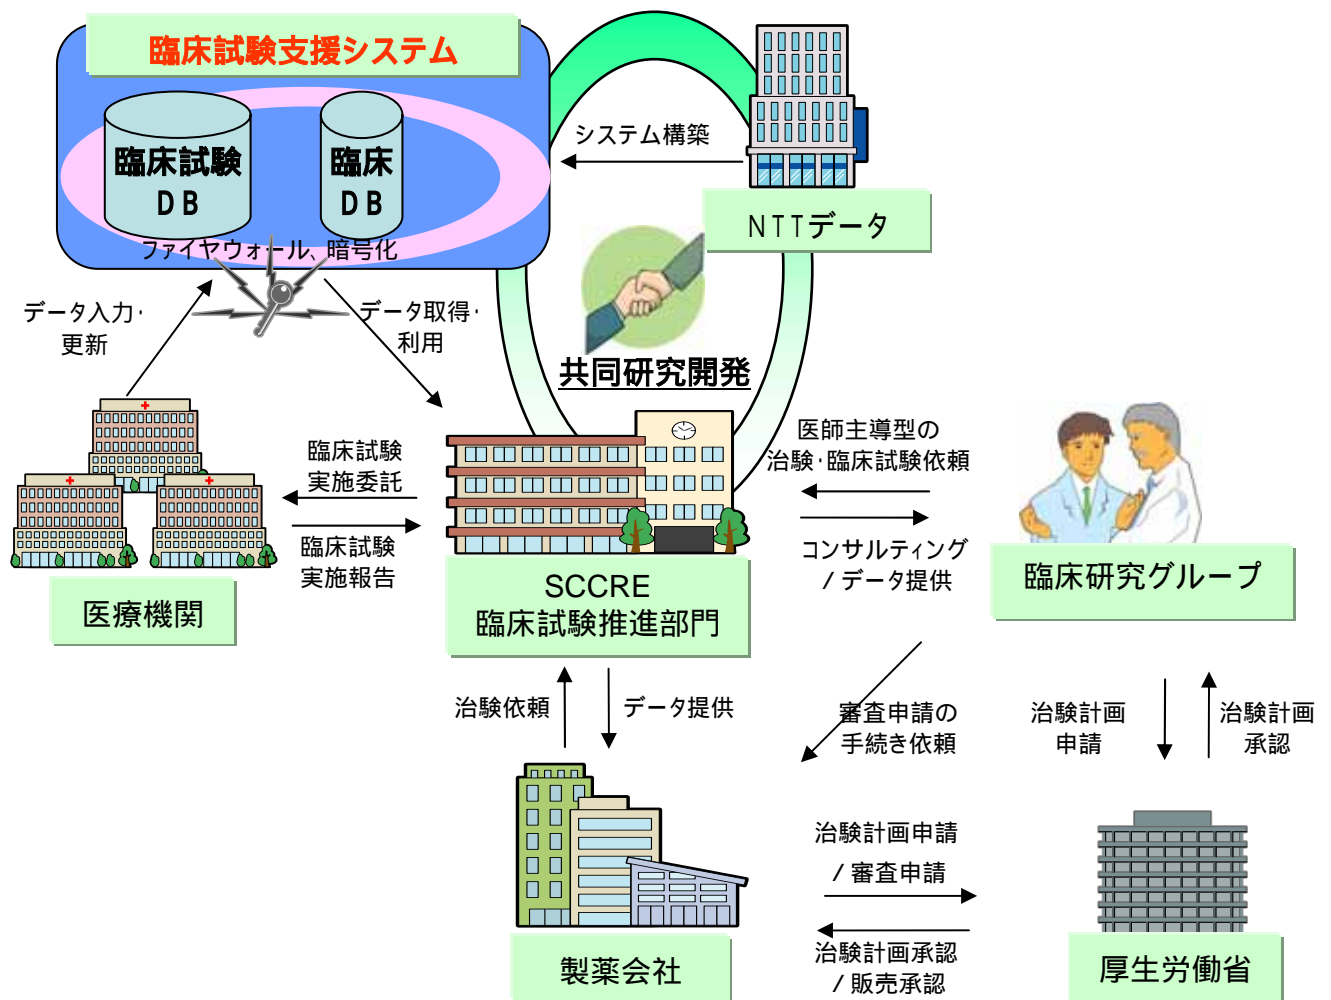 臨床試験支援システム
臨床試験
DB
臨床
DB
ファイヤウォール、暗号化
システム構築
NTTデータ
データ入力・
更新
データ取得・
利用
共同研究開発
臨床試験
実施委託
臨床試験
実施報告
医療機関
SCCRE
臨床試験推進部門
医師主導型の
治験・臨床試験依頼
コンサルティング
/データ提供
臨床研究グループ
治験依頼
データ提供
審査申請の
手続き依頼
治験計画
申請
治験計画
承認
治験計画申請
/審査申請
治験計画承認
/販売承認
製薬会社
厚生労働省